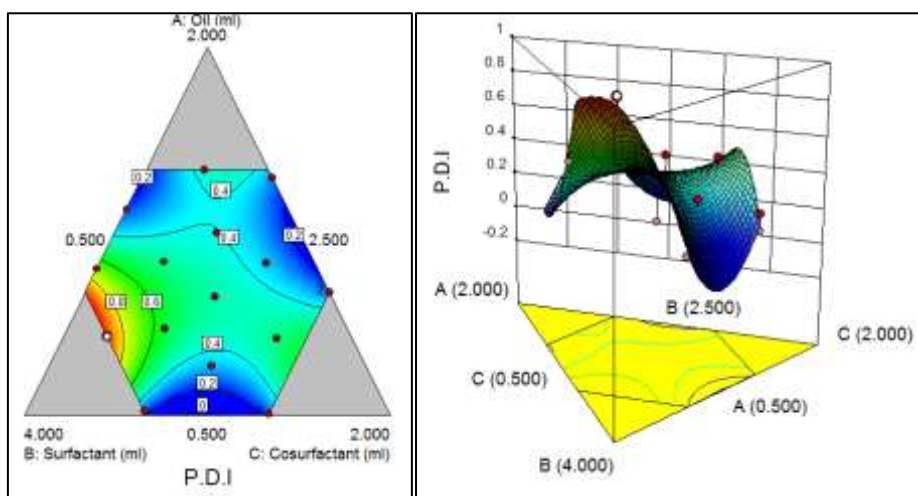 A: Oil (ml)
2.000
0.2
0.4
0.4
0.500
0.2
2.500
0.8
0.6
0.4
0.2
0
4.000
0.500
2.000
B: Surfactant (ml)
C: Cosurfactant (ml)
P.D.I
1
0.8
0.6
0.4
0.2
0
-0.2
P.D.I
A (2.000)
B (2.500)
C (2.000)
C (0.500)
A (0.500)
B (4.000)